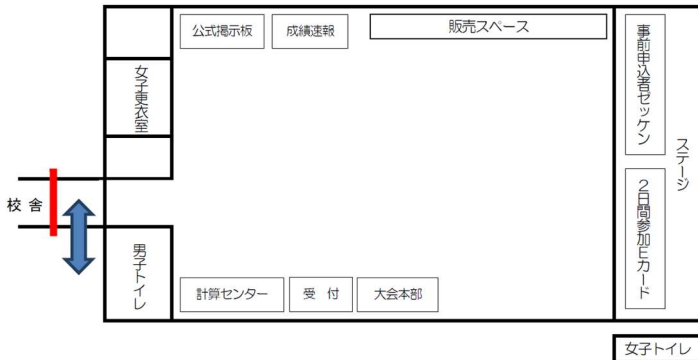 公式掲示板
成績速報
販売スペース
事前申込者ゼッケン
女子更衣室
ステージ
校舎
2日間参加Eカード
男子トイレ
計算センター
受付
大会本部
女子トイレ